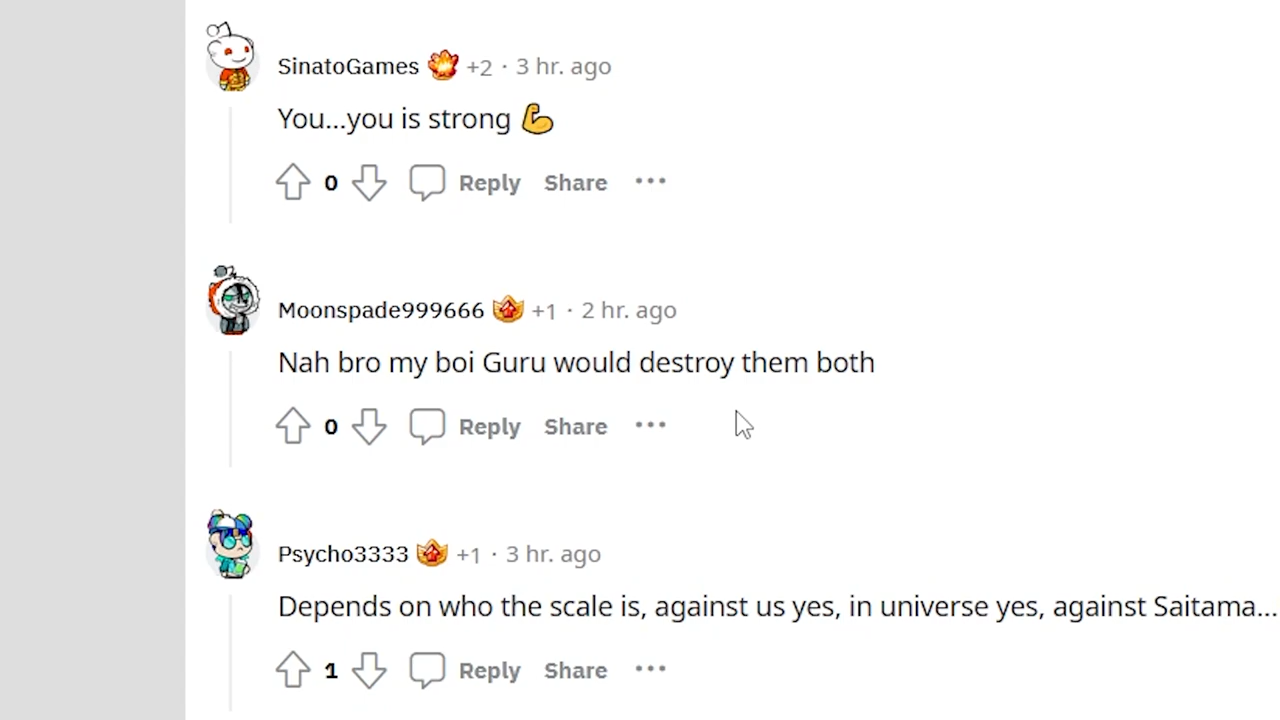 SinatoGames +2 · 3 hr. ago
You...you is strong 💪
0 Reply Share ...
Moonspade999666 +1 · 2 hr. ago
Nah bro my boi Guru would destroy them both
0 Reply Share ...
Psycho3333 +1 · 3 hr. ago
Depends on who the scale is, against us yes, in universe yes, against Saitama...
1 Reply Share ...